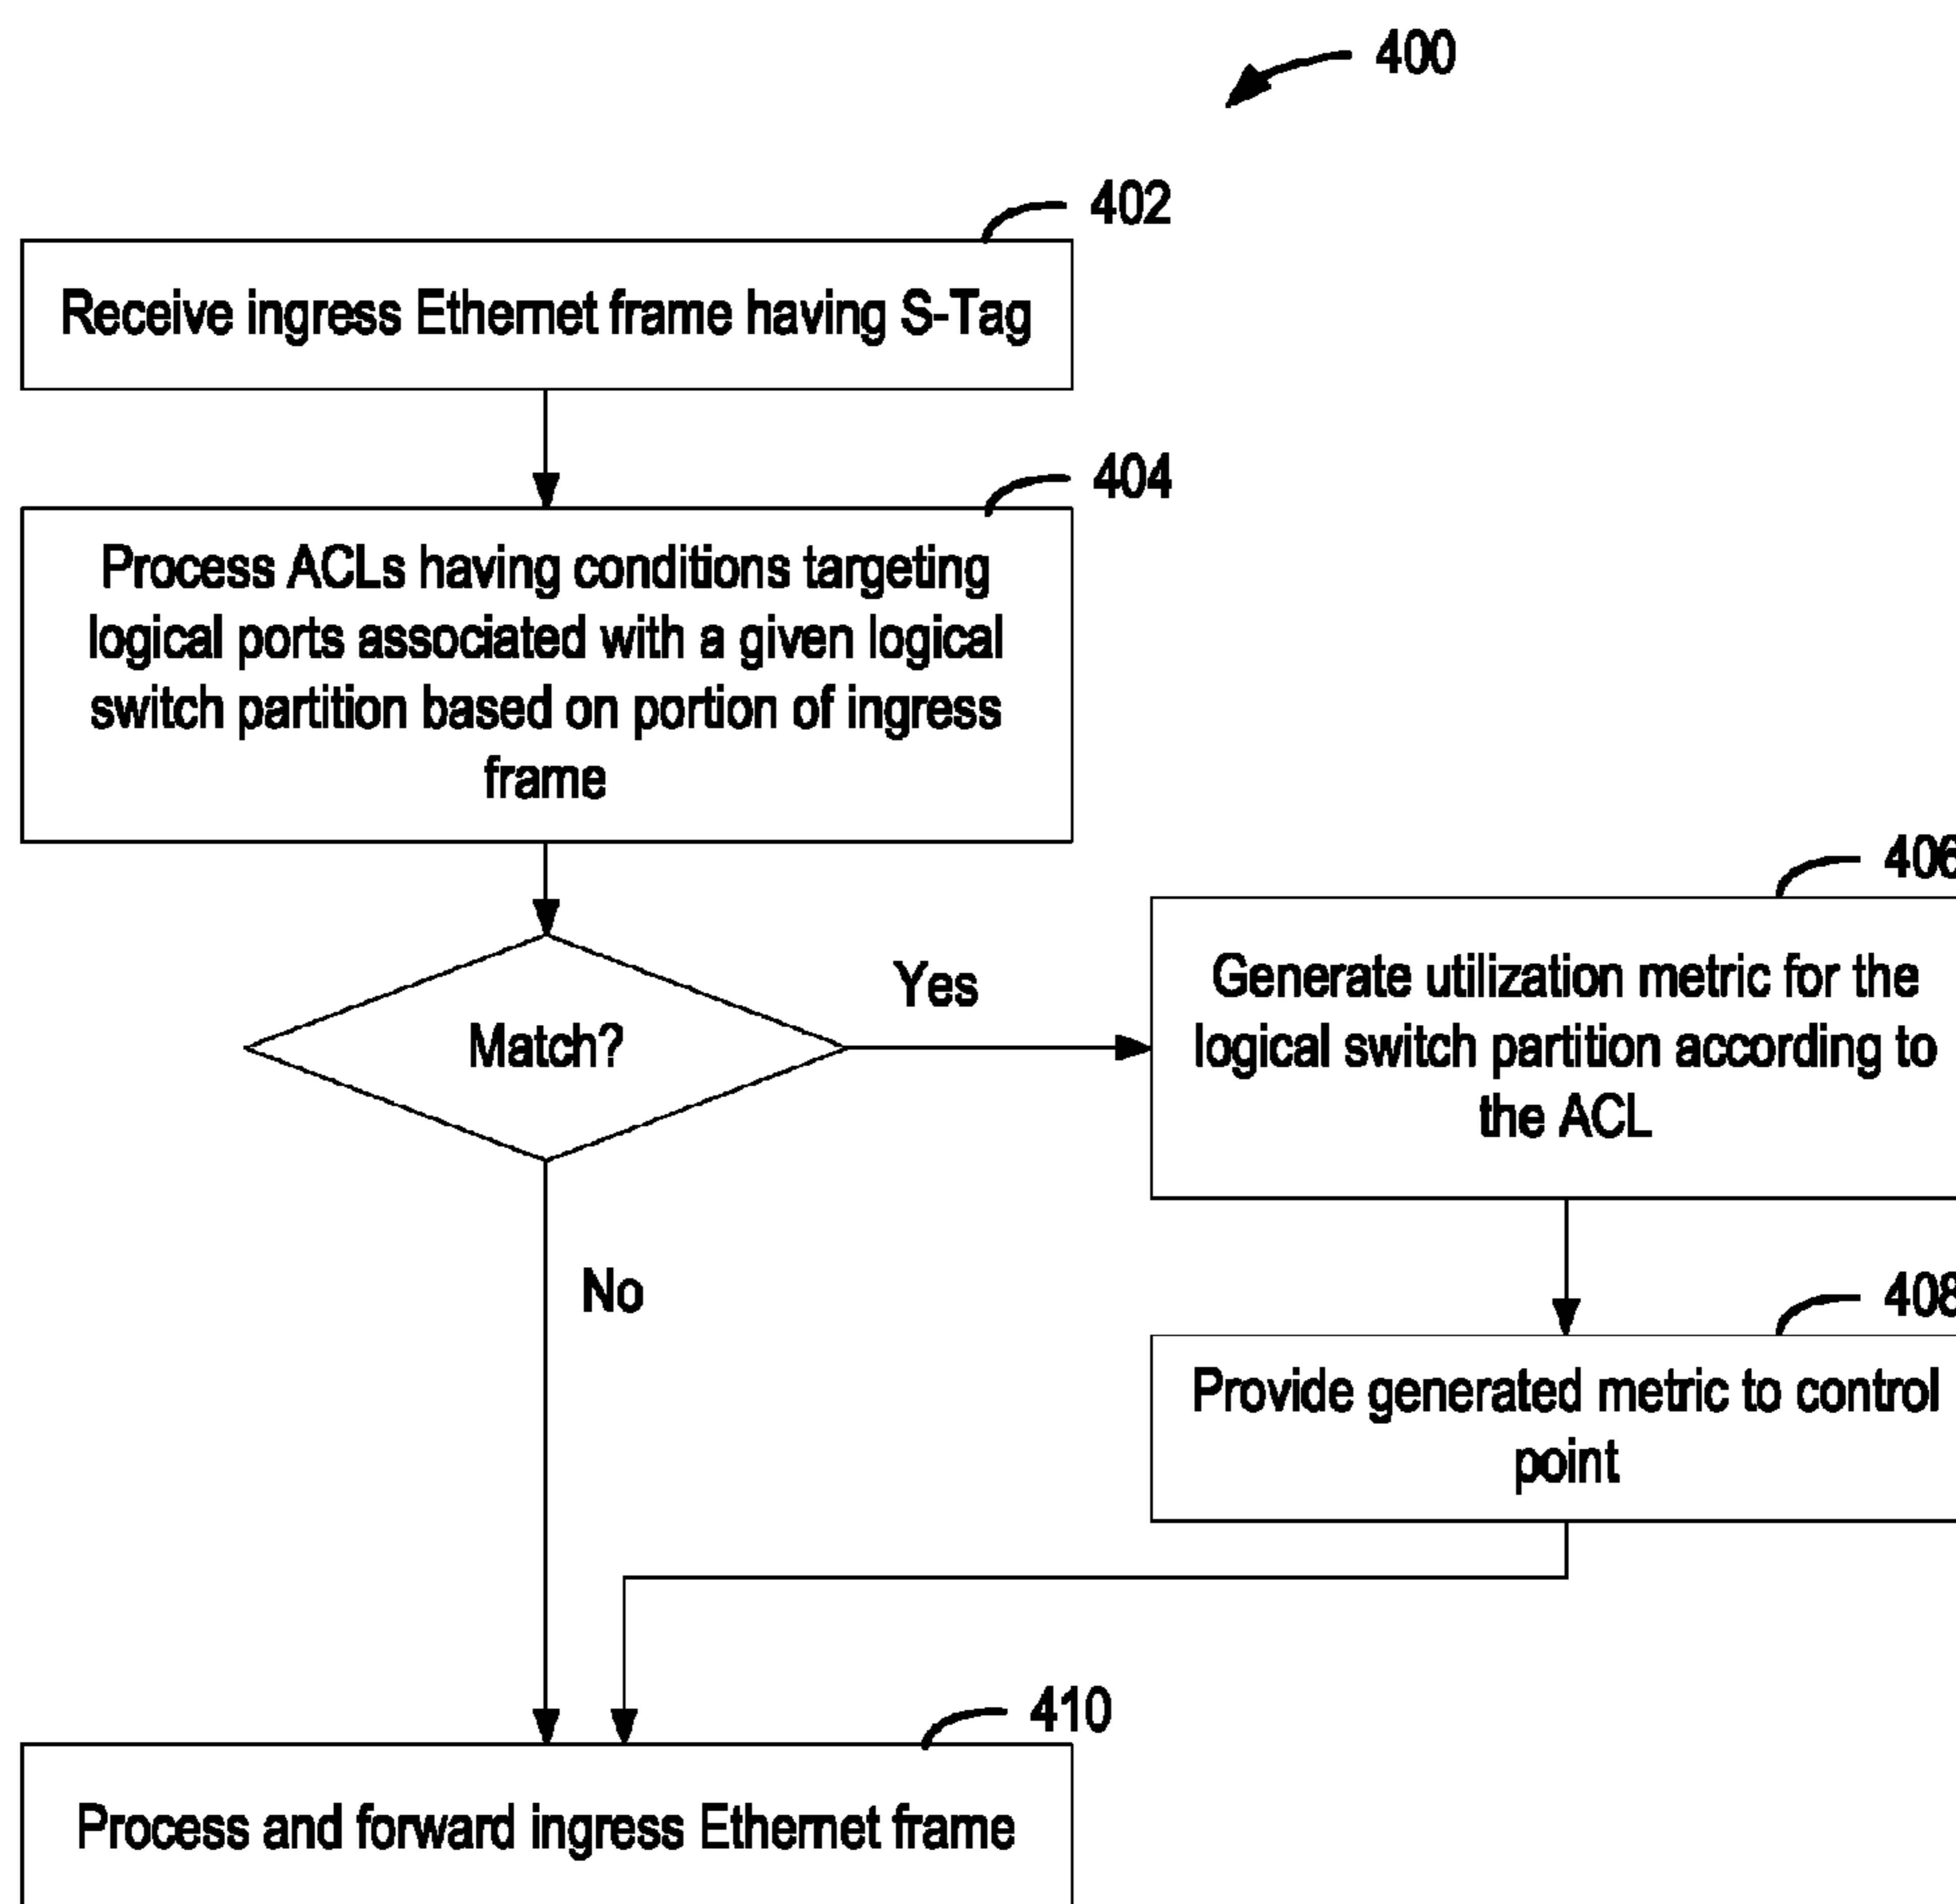 400
402
Receive ingress Ethernet frame having S-Tag
404
Process ACLs having conditions targeting
logical ports associated with a given logical
switch partition based on portion of ingress
frame
406
Match?
Yes
Generate utilization metric for the
logical switch partition according to
the ACL
No
408
Provide generated metric to control
point
410
Process and forward ingress Ethernet frame